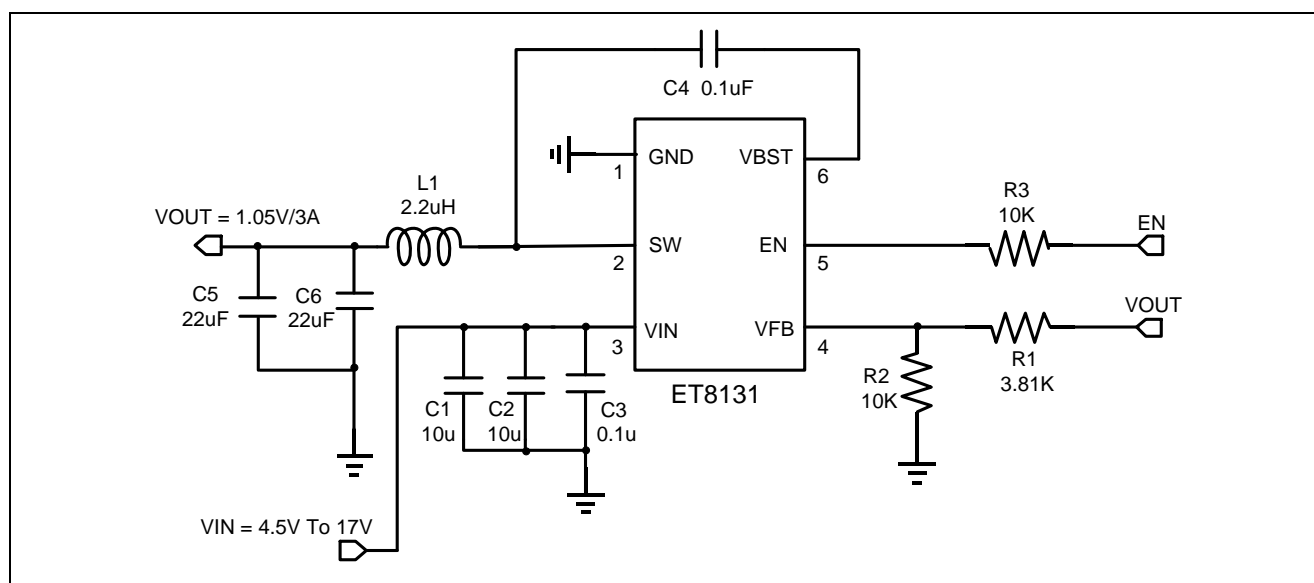 C4 0.1uF
GND
VBST
1
6
L1
2.2uH
R3
10K
VOUT = 1.05V/3A
EN
SW
EN
2
5
C5
22uF
C6
22uF
VOUT
VIN
VFB
3
4
R1
3.81K
R2
10K
ET8131
C1
10u
C2
10u
C3
0.1u
VIN = 4.5V To 17V